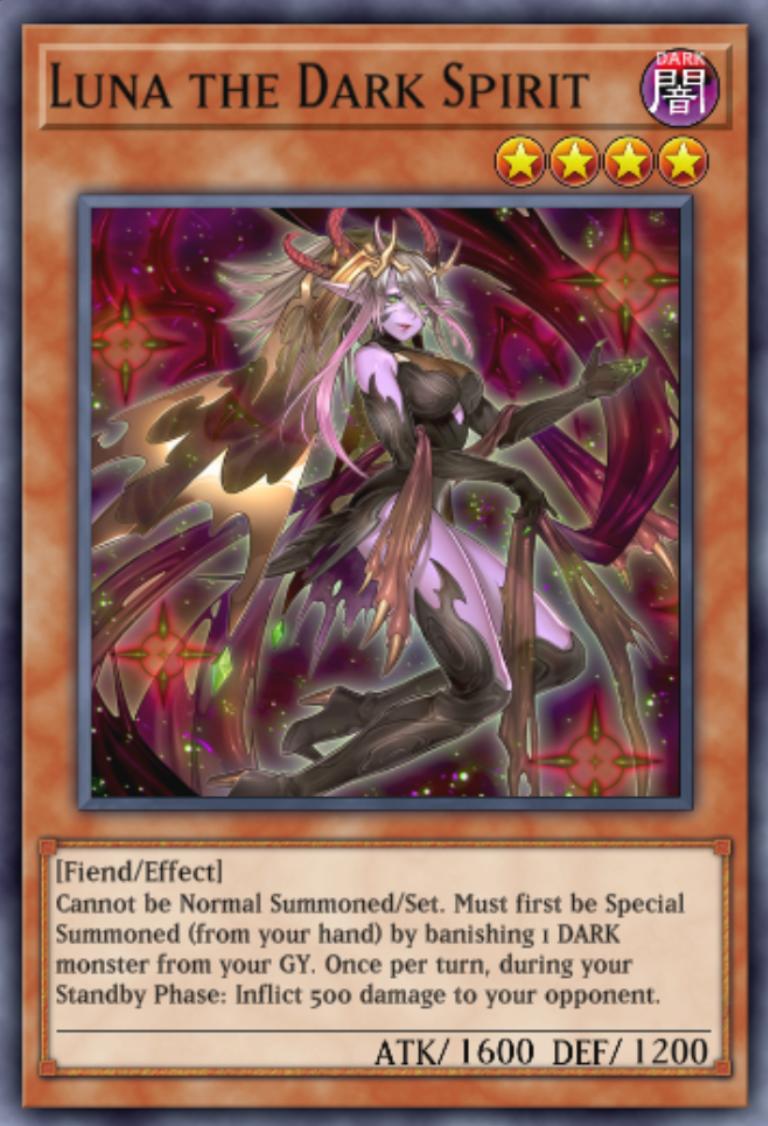 Luna the Dark Spirit
DARK
闇
[Fiend/Effect]
Cannot be Normal Summoned/Set. Must first be Special
Summoned (from your hand) by banishing 1 DARK
monster from your GY. Once per turn, during your
Standby Phase: Inflict 500 damage to your opponent.
ATK/ 1600 DEF/ 1200